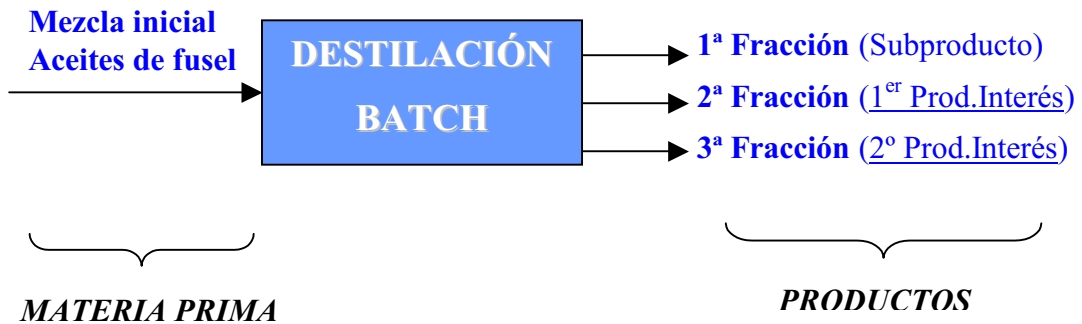 Mezcla inicial
Aceites de fusel
DESTILACIÓN
BATCH
1ª Fracción (Subproducto)
2ª Fracción (1er Prod.Interés)
3ª Fracción (2º Prod.Interés)
MATERIA PRIMA
PRODUCTOS